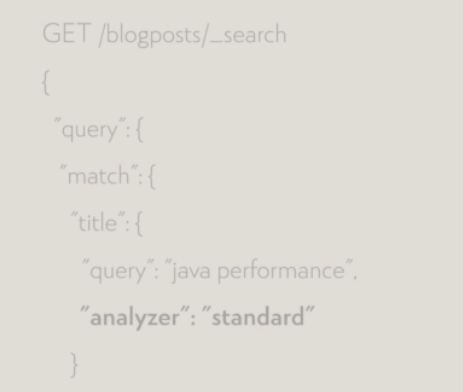 GET /blogposts/_search
{
"query": {
"match": {
"title": {
"query": "java performance",
"analyzer": "standard"
}